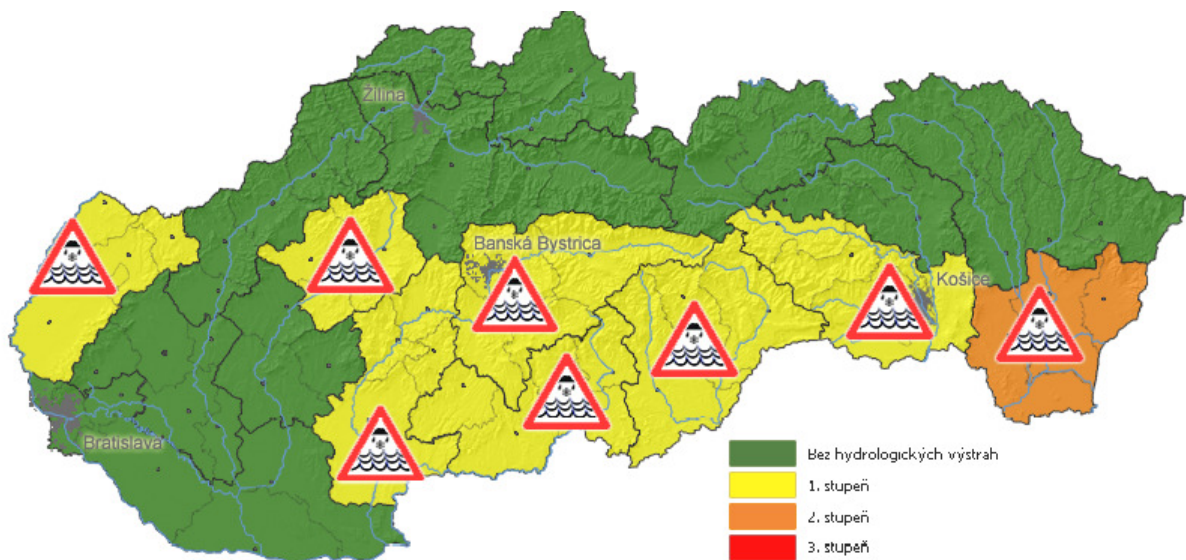 Žilina
Banská Bystrica
Košice
Bratislava
Bez hydrologických výstrah
1. stupeň
2. stupeň
3. stupeň